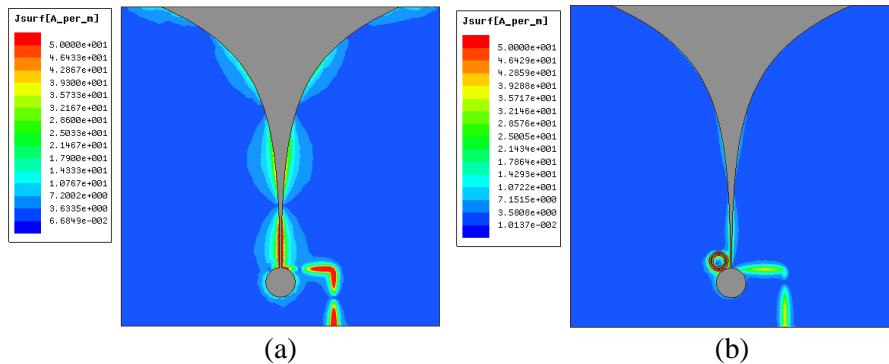 Jsurf[A_per_m]
5.0000e+001
4.6433e+001
4.2867e+001
3.9300e+001
3.5733e+001
3.2167e+001
2.8600e+001
2.5033e+001
2.1467e+001
1.7900e+001
1.4333e+001
1.0767e+001
7.2002e+000
3.6335e+000
6.6849e-002
(a)
Jsurf[A_per_m]
5.0000e+001
4.6429e+001
4.2859e+001
3.9288e+001
3.5717e+001
3.2146e+001
2.8576e+001
2.5005e+001
2.1434e+001
1.7864e+001
1.4293e+001
1.0722e+001
7.1515e+000
3.5808e+000
1.0137e-002
(b)